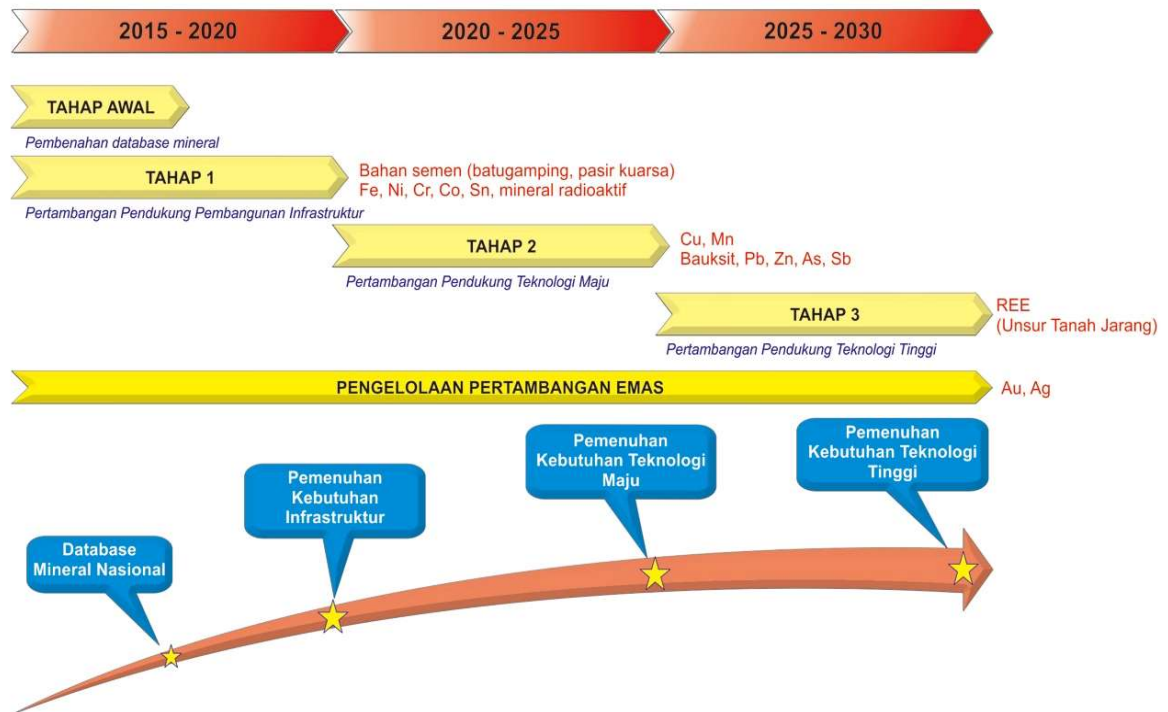 2015 - 2020
2020 - 2025
2025 - 2030
TAHAP AWAL
Pembenahan database mineral
TAHAP 1
Bahan semen (batugamping, pasir kuarsa)
Fe, Ni, Cr, Co, Sn, mineral radioaktif
Pertambangan Pendukung Pembangunan Infrastruktur
TAHAP 2
Cu, Mn
Bauksit, Pb, Zn, As, Sb
Pertambangan Pendukung Teknologi Maju
TAHAP 3
REE
(Unsur Tanah Jarang)
Pertambangan Pendukung Teknologi Tinggi
PENGELOLAAN PERTAMBANGAN EMAS
Au, Ag
Database
Mineral Nasional
Pemenuhan
Kebutuhan
Infrastruktur
Pemenuhan
Kebutuhan Teknologi
Maju
Pemenuhan
Kebutuhan Teknologi
Tinggi